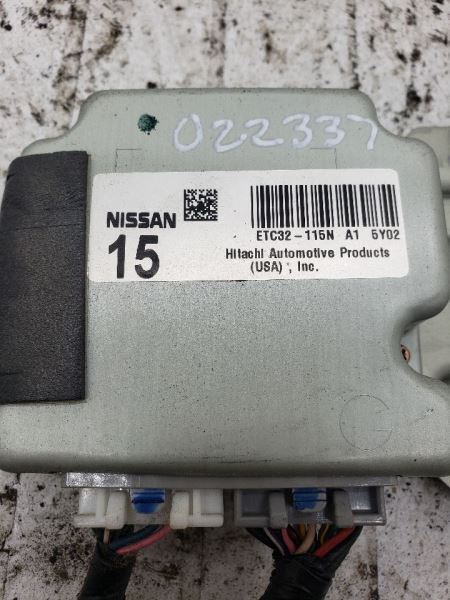 022337
NISSAN
15
ETC32-115N A1 5Y02
Hitachi Automotive Products
(USA) , Inc.